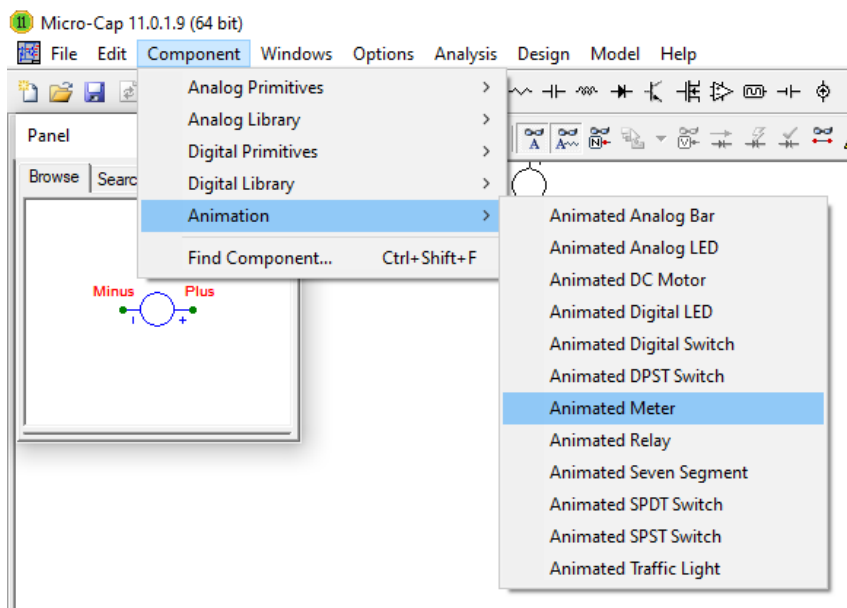 11 Micro-Cap 11.0.1.9 (64 bit)
File Edit Component Windows Options Analysis Design Model Help
Analog Primitives
Analog Library
Digital Primitives
Digital Library
Animation
Find Component... Ctrl+Shift+F
Panel
Browse Searc
Minus Plus
A A N V
Animated Analog Bar
Animated Analog LED
Animated DC Motor
Animated Digital LED
Animated Digital Switch
Animated DPST Switch
Animated Meter
Animated Relay
Animated Seven Segment
Animated SPDT Switch
Animated SPST Switch
Animated Traffic Light